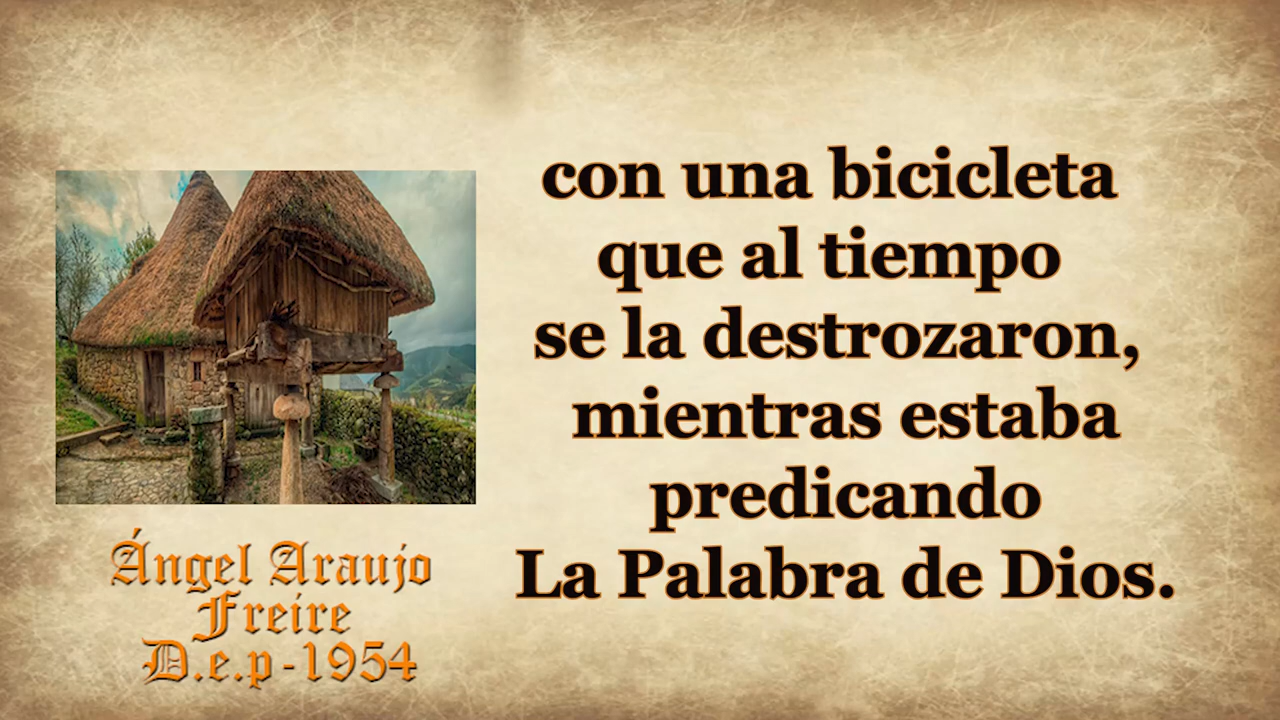 con una bicicleta
que al tiempo
se la destrozaron,
mientras estaba
predicando
La Palabra de Dios.
Ángel Araujo
Freire
D.e.p-1954